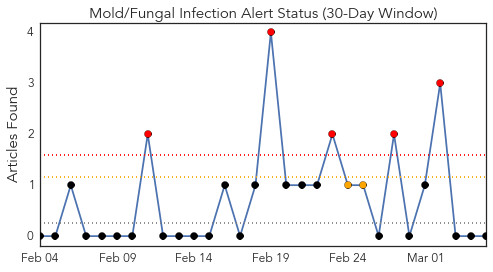 Mold/Fungal Infection Alert Status (30-Day Window)
Articles Found
4
3
2
1
0
Feb 04 Feb 09 Feb 14 Feb 19 Feb 24 Mar 01